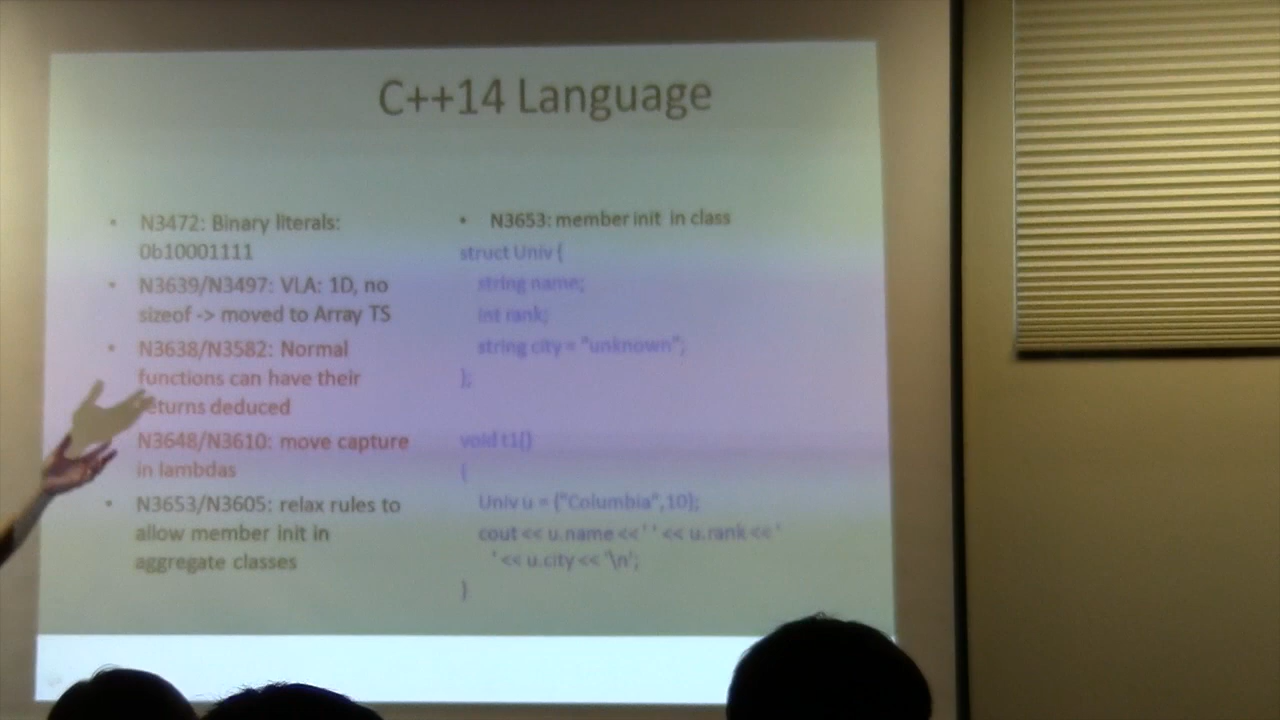 C++14 Language
• N3472: Binary literals:
0b10001111
• N3639/N3497: VLA: 1D, no
sizeof -> moved to Array TS
• N3638/N3582: Normal
functions can have their
returns deduced
N3648/N3610: move capture
in lambdas
• N3653/N3605: relax rules to
allow member init in
aggregate classes
• N3653: member init in class
struct Univ {
string name;
int rank;
string city = "unknown";
};
void t1()
{
Univ u = {"Columbia",10};
cout << u.name << ' ' << u.rank << '
' << u.city << '\n';
}